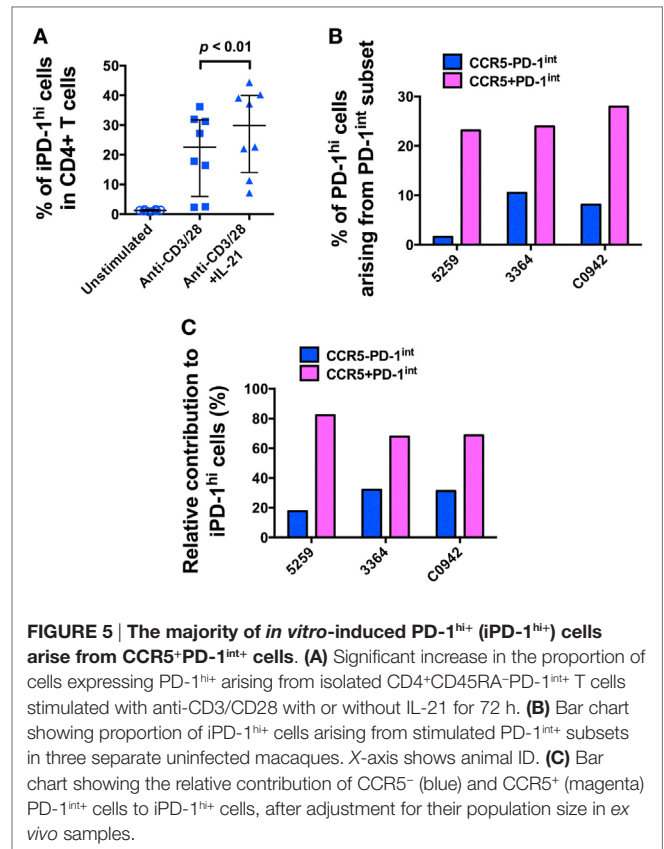 A
p < 0.01
% of iPD-1hi cells
in CD4+ T cells
50
40
30
20
10
0
Unstimulated
Anti-CD3/28
Anti-CD3/28
+IL-21
B
CCR5-PD-1int
CCR5+PD-1int
% of PD-1hi cells
arising from PD-1int subset
30
20
10
0
5259
3364
C0942
C
CCR5-PD-1int
CCR5+PD-1int
Relative contribution to
iPD-1hi cells (%)
100
80
60
40
20
0
5259
3364
C0942
FIGURE 5 | The majority of in vitro-induced PD-1hi+ (iPD-1hi+) cells
arise from CCR5+PD-1int+ cells. (A) Significant increase in the proportion of
cells expressing PD-1hi+ arising from isolated CD4+CD45RA−PD-1int+ T cells
stimulated with anti-CD3/CD28 with or without IL-21 for 72 h. (B) Bar chart
showing proportion of iPD-1hi+ cells arising from stimulated PD-1int+ subsets
in three separate uninfected macaques. X-axis shows animal ID. (C) Bar
chart showing the relative contribution of CCR5− (blue) and CCR5+ (magenta)
PD-1int+ cells to iPD-1hi+ cells, after adjustment for their population size in ex
vivo samples.